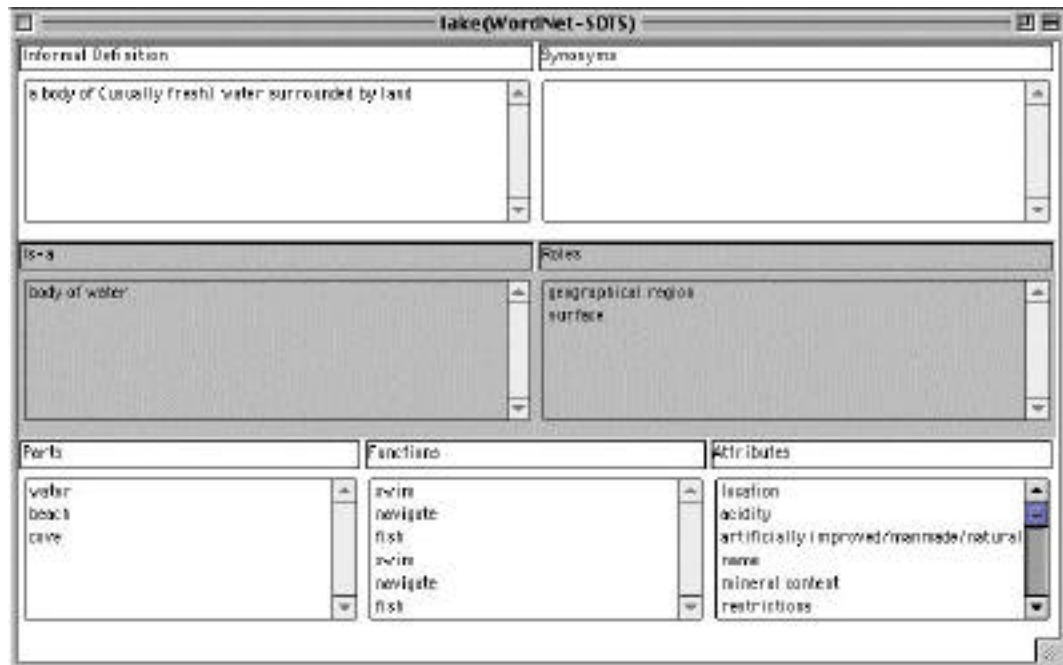 lake(WordNet-SDTS)
Informal Definition
Synonyms
a body of (usually fresh) water surrounded by land
Is-a
Roles
body of water
geographical region
surface
Parts
Functions
Attributes
water
beach
cove
swim
navigate
fish
swim
navigate
fish
location
acidity
artificially improved/manmade/natural
name
mineral content
restrictions